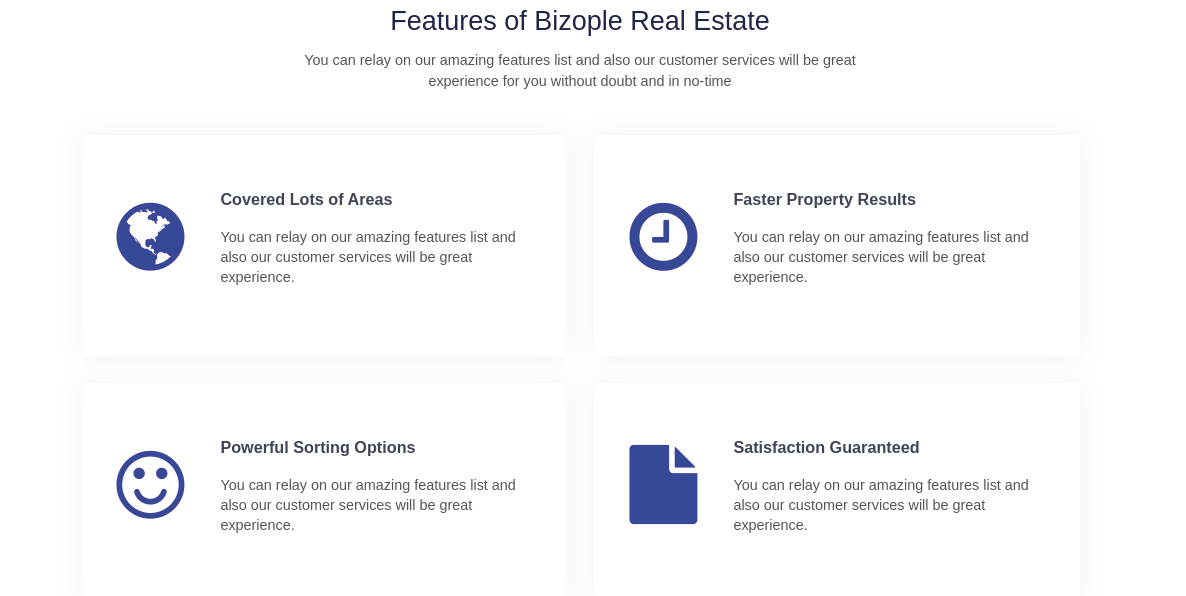 Features of Bizople Real Estate
You can relay on our amazing features list and also our customer services will be great
experience for you without doubt and in no-time
Covered Lots of Areas
You can relay on our amazing features list and
also our customer services will be great
experience.
Faster Property Results
You can relay on our amazing features list and
also our customer services will be great
experience.
Powerful Sorting Options
You can relay on our amazing features list and
also our customer services will be great
experience.
Satisfaction Guaranteed
You can relay on our amazing features list and
also our customer services will be great
experience.